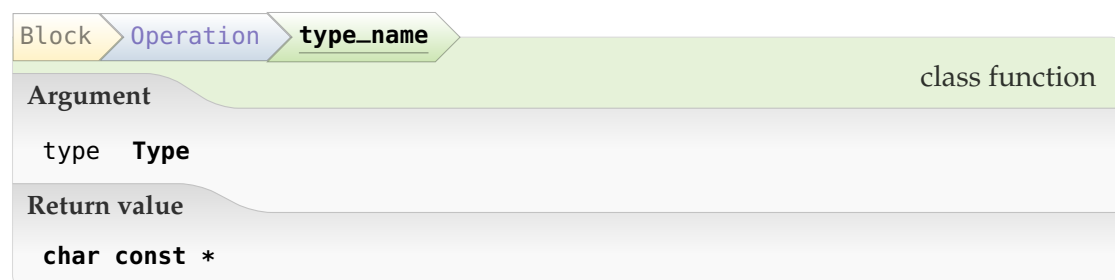 Block Operation type_name
class function
Argument
type Type
Return value
char const *